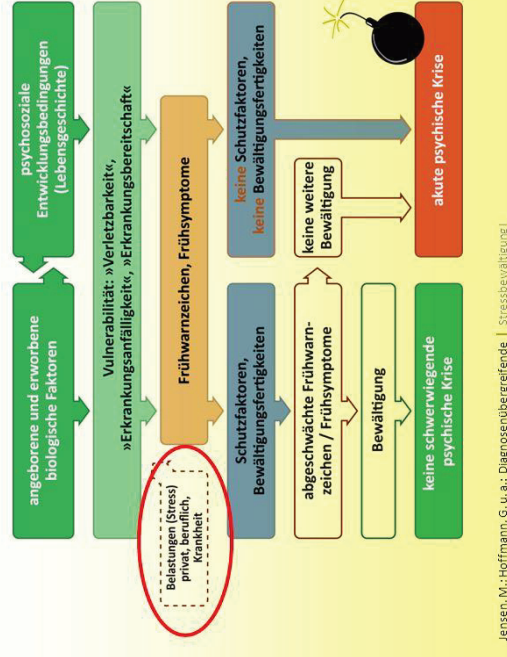 angeborene und erworbene
biologische Faktoren
psychosoziale
Entwicklungsbedingungen
(Lebensgeschichte)
Vulnerabilität: »Verletzbarkeit«,
»Erkrankungsanfälligkeit«, »Erkrankungsbereitschaft«
Belastungen (Stress)
privat, beruflich,
Krankheit
Frühwarnzeichen, Frühsymptome
Schutzfaktoren,
Bewältigungsfertigkeiten
keine Schutzfaktoren,
keine Bewältigungsfertigkeiten
abgeschwächte Frühwarn-
zeichen / Frühsymptome
keine weitere
Bewältigung
Bewältigung
keine schwerwiegende
psychische Krise
akute psychische Krise
Jensen, M.; Hoffmann, G. u. a.: Diagnosenübergreifende | Stressbewältigung |